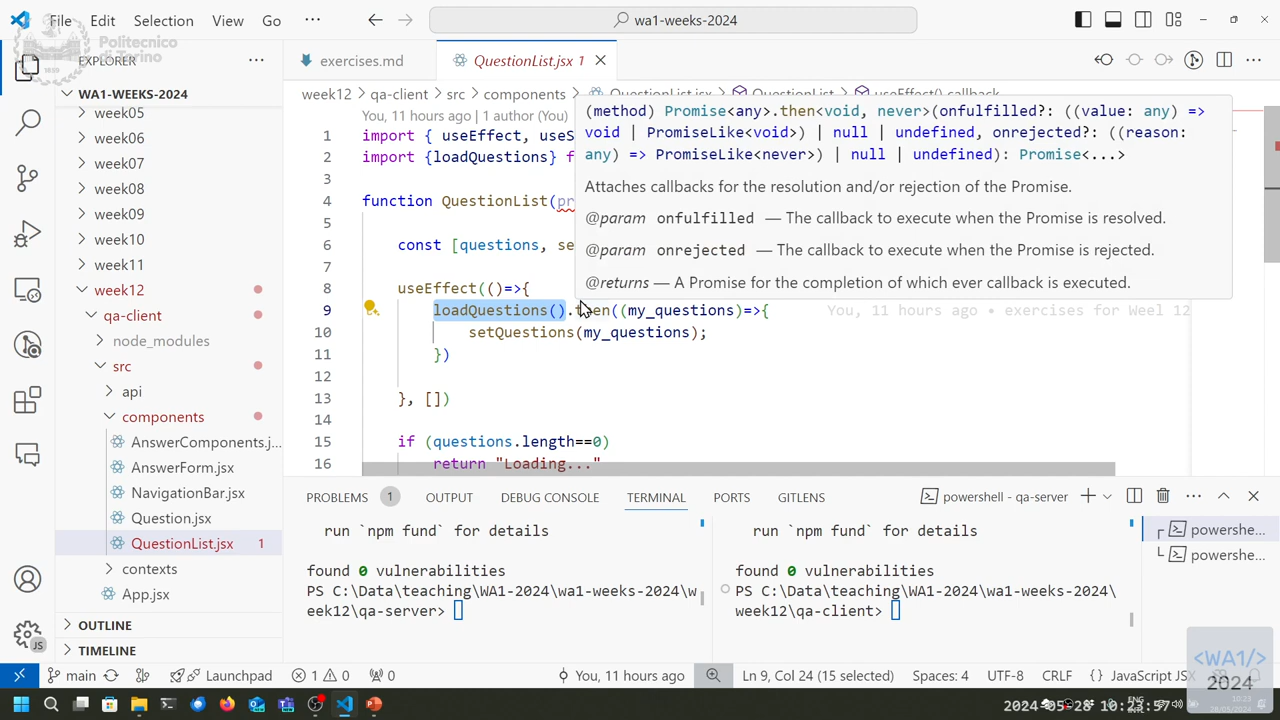 File Edit Selection View Go ··· wa1-weeks-2024
Politecnico
di Torino
EXPLORER ···
exercises.md QuestionList.jsx 1
WA1-WEEKS-2024
week05
week06
week07
week08
week09
week10
week11
week12
qa-client
node_modules
src
api
components
AnswerComponents.j...
AnswerForm.jsx
NavigationBar.jsx
Question.jsx
QuestionList.jsx 1
contexts
App.jsx
OUTLINE
TIMELINE
week12 > qa-client > src > components > QuestionList.jsx > QuestionList > useEffect() callback
You, 11 hours ago | 1 author (You)
1 import { useEffect, useS
2 import {loadQuestions} f
3
4 function QuestionList(pr
5
6 const [questions, se
7
8 useEffect(()=>{
9 loadQuestions().then((my_questions)=>{ You, 11 hours ago • exercises for Weel 12
10 setQuestions(my_questions);
11 })
12
13 }, [])
14
15 if (questions.length==0)
16 return "Loading..."
(method) Promise<any>.then<void, never>(onfulfilled?: ((value: any) =>
void | PromiseLike<void>) | null | undefined, onrejected?: ((reason:
any) => PromiseLike<never>) | null | undefined): Promise<...>
Attaches callbacks for the resolution and/or rejection of the Promise.
@param onfulfilled — The callback to execute when the Promise is resolved.
@param onrejected — The callback to execute when the Promise is rejected.
@returns — A Promise for the completion of which ever callback is executed.
PROBLEMS 1 OUTPUT DEBUG CONSOLE TERMINAL PORTS GITLENS powershell - qa-server
run `npm fund` for details
found 0 vulnerabilities
PS C:\Data\teaching\WA1-2024\wa1-weeks-2024\w
eek12\qa-server>
run `npm fund` for details
found 0 vulnerabilities
PS C:\Data\teaching\WA1-2024\wa1-weeks-2024\
week12\qa-client>
powershe...
powershe...
main Launchpad 1 0 0 You, 11 hours ago Ln 9, Col 24 (15 selected) Spaces: 4 UTF-8 CRLF { } JavaScript JSX
<WA1/>
2024
2024-05-28 10:23:57